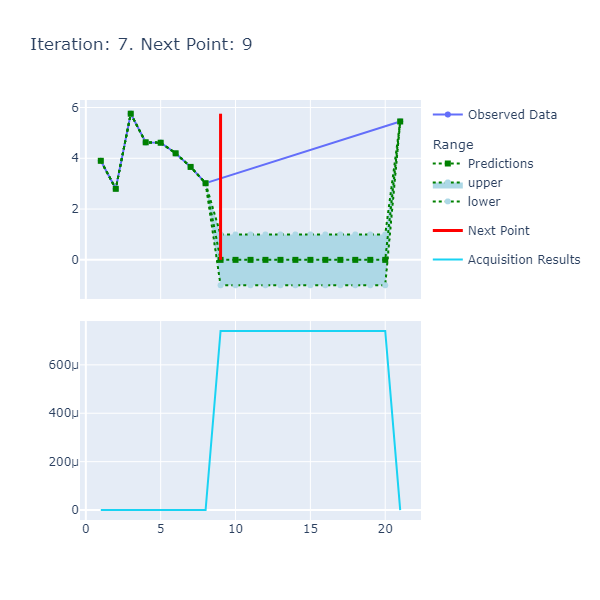 Iteration: 7. Next Point: 9
6
4
2
0
Observed Data
Range
Predictions
upper
lower
Next Point
Acquisition Results
600μ
400μ
200μ
0
0
5
10
15
20